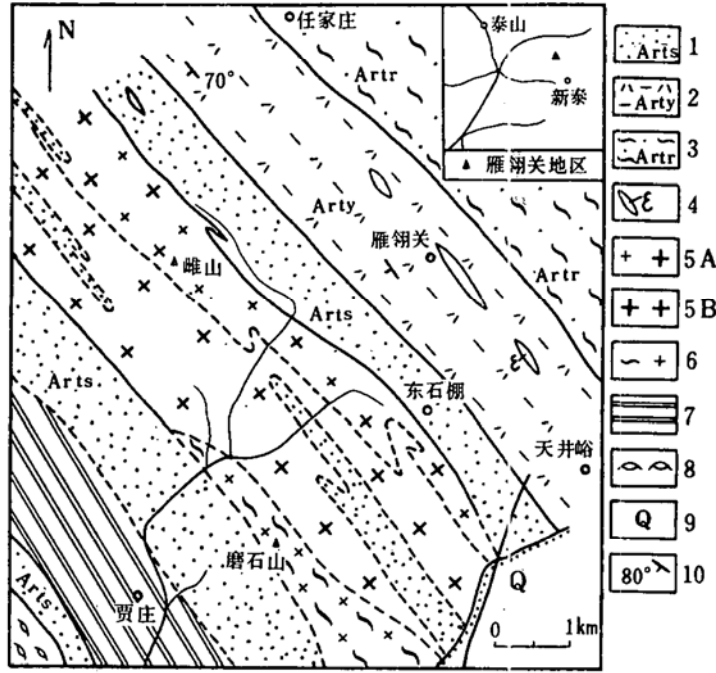 N
任家庄
泰山
新泰
▲ 雁翎关地区
70°
Artr
Arty
雁翎关
Artr
雌山
Arts
Arts
东石棚
天井峪
磨石山
Q
贾庄
Arts
0 1km
Arts 1
Arty 2
Artr 3
ε 4
5A
5B
6
7
8
Q 9
80° 10